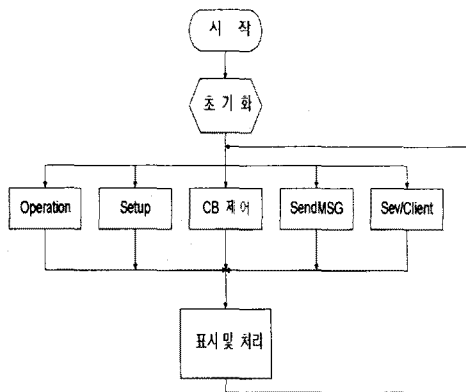 시 작
초 기 화
Operation
Setup
CB 제 어
SendMSG
Sev/Client
표시 및 처리